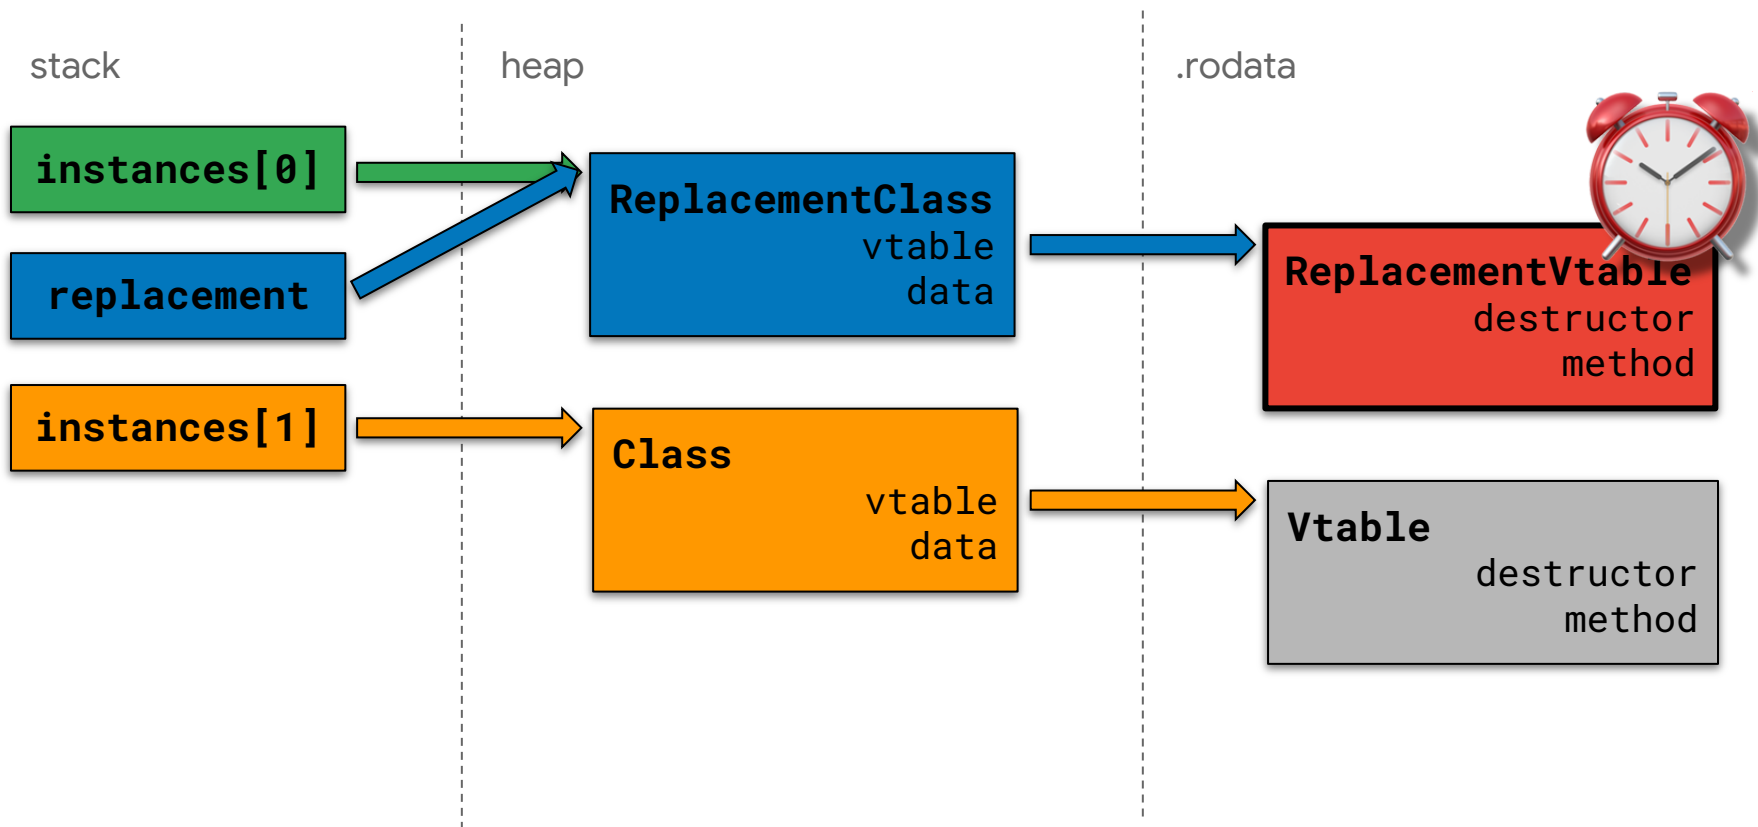 stack
heap
.rodata
instances[0]
replacement
instances[1]
ReplacementClass
vtable
data
Class
vtable
data
ReplacementVtable
destructor
method
Vtable
destructor
method